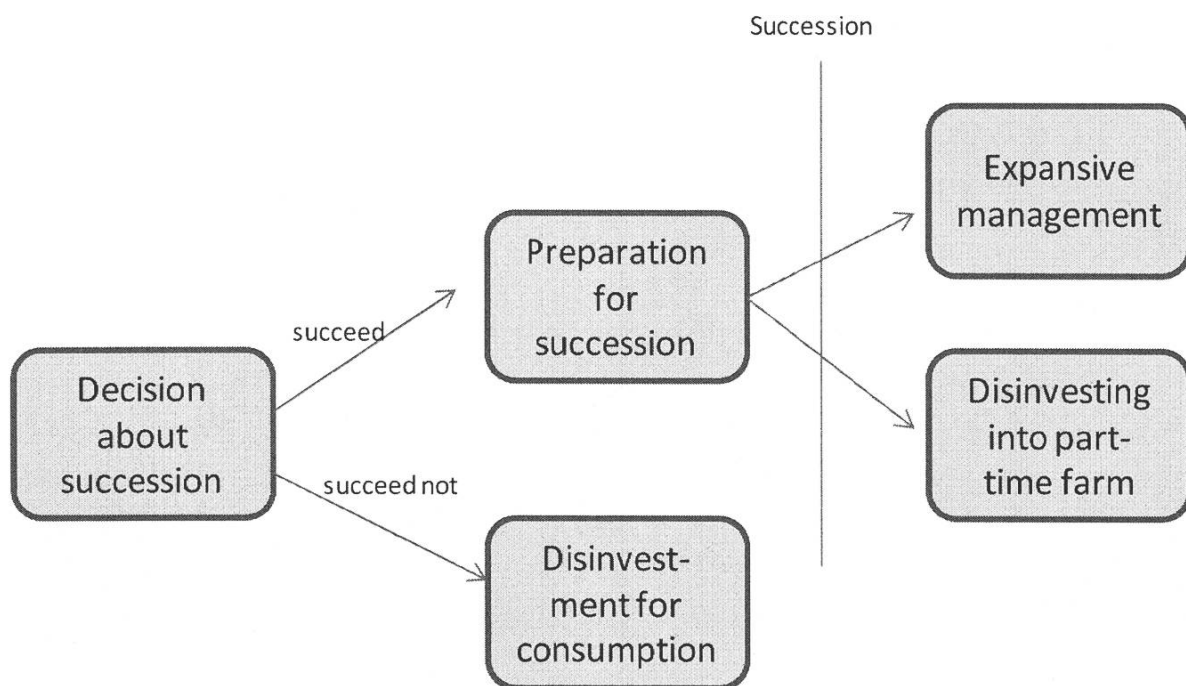 Succession
Expansive
management
Preparation
for
succession
succeed
Decision
about
succession
Disinvesting
into part-
time farm
succeed not
Disinvest-
ment for
consumption